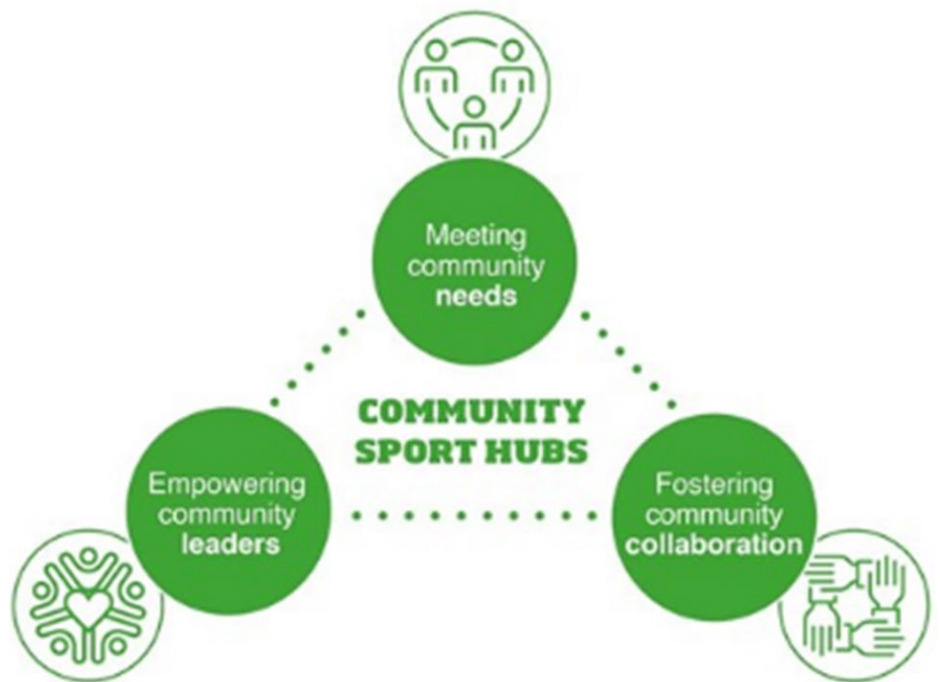 Meeting
community
needs
COMMUNITY
SPORT HUBS
Empowering
community
leaders
Fostering
community
collaboration